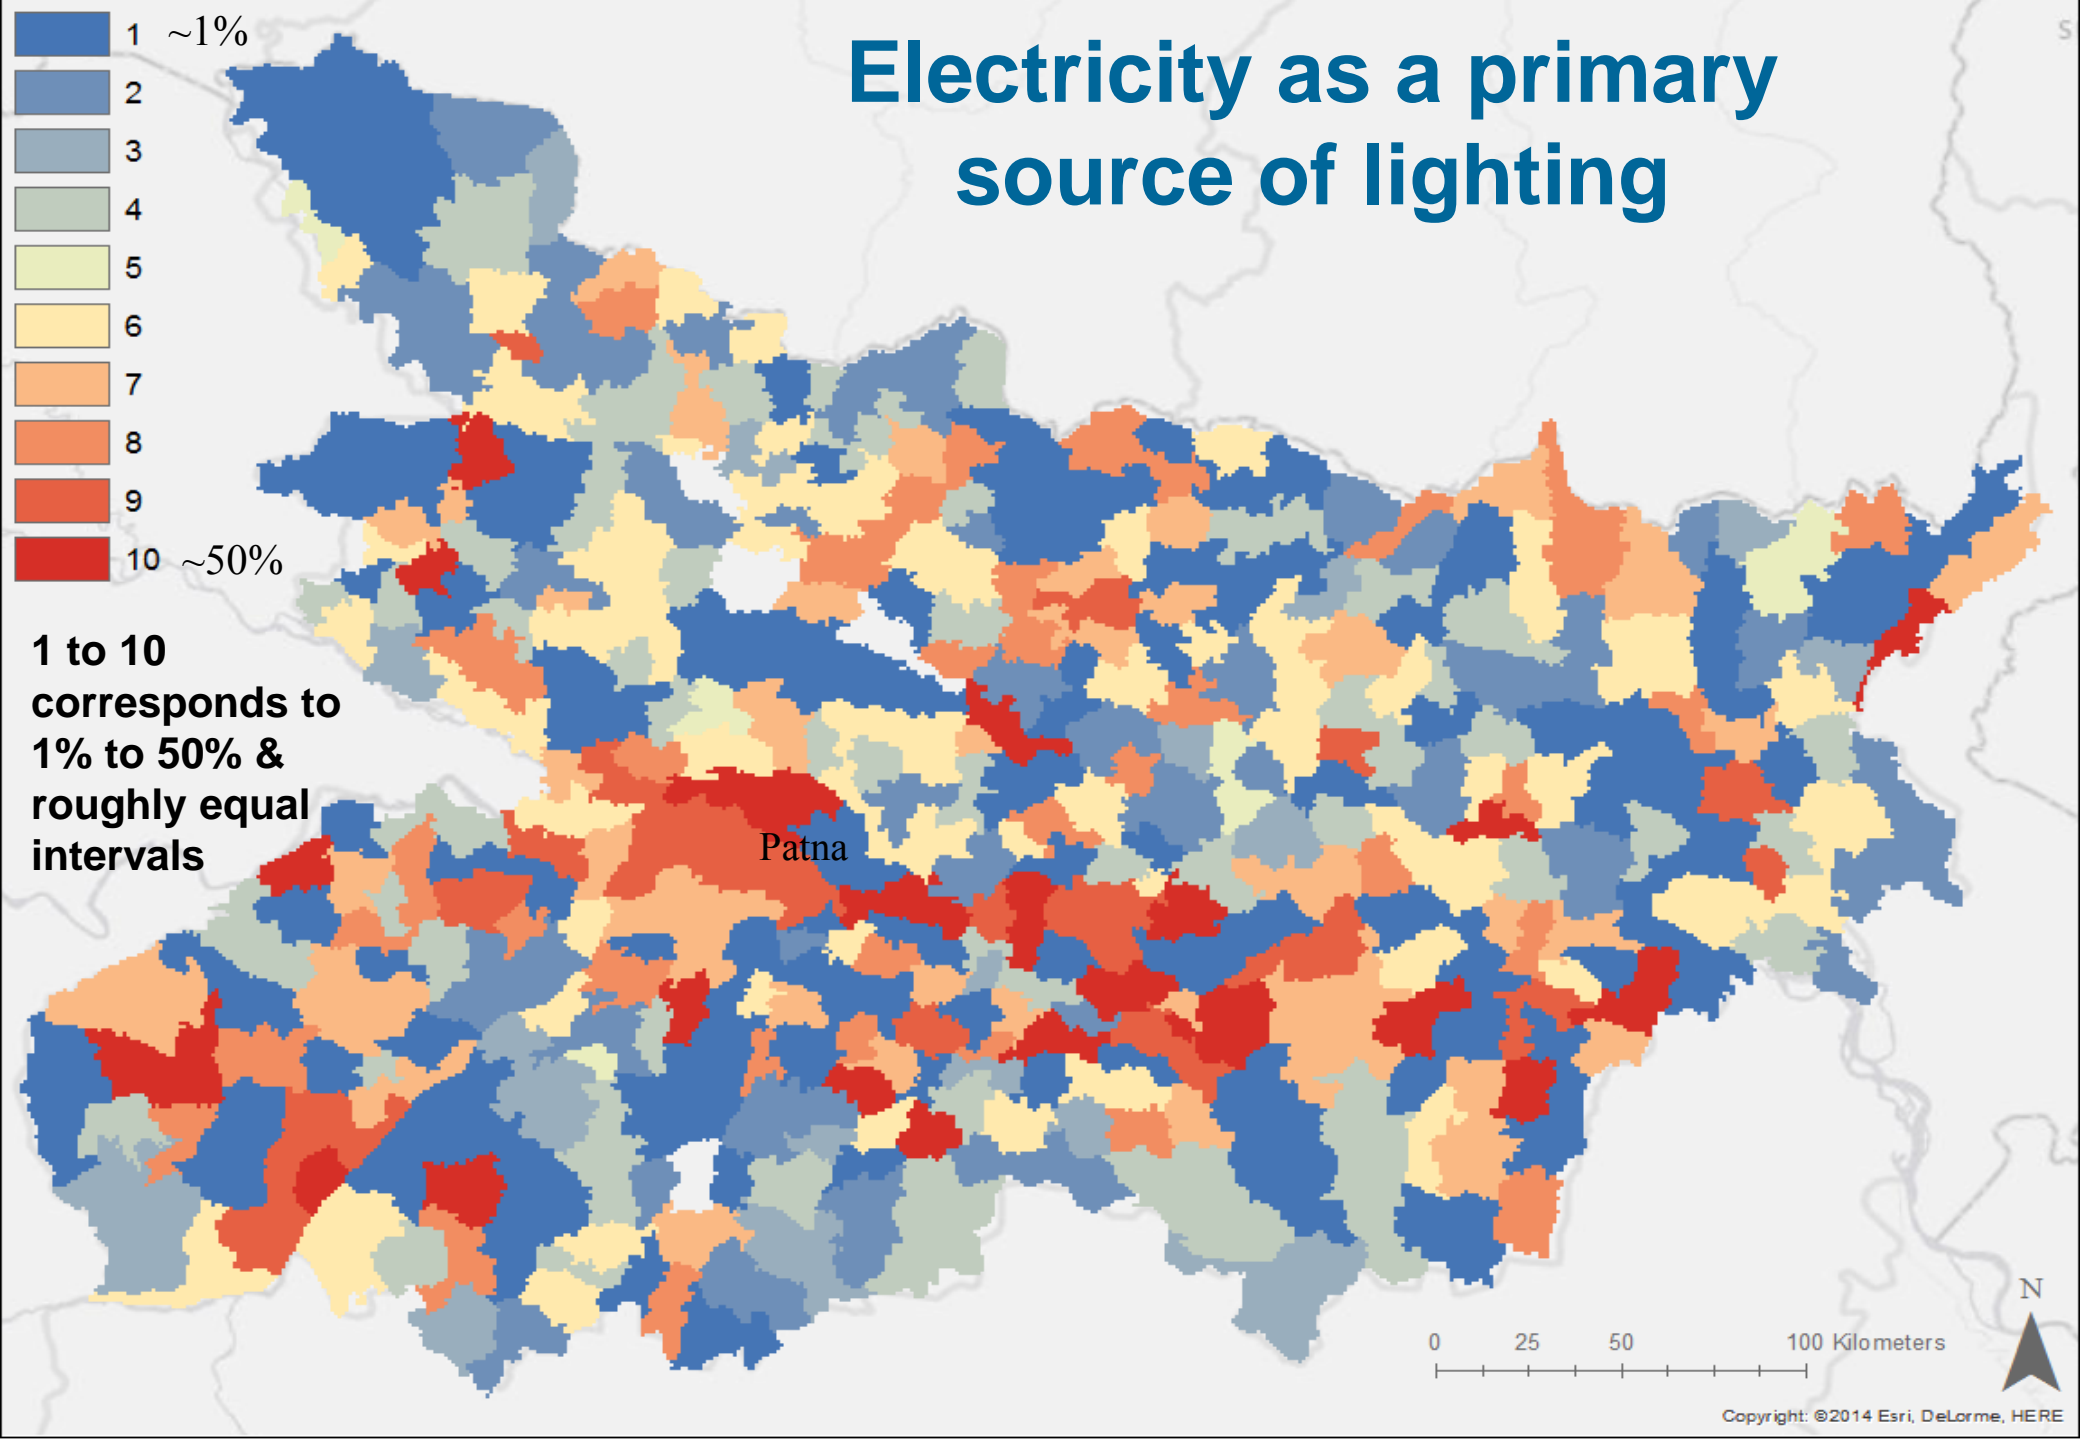 Electricity as a primary
source of lighting
1 ~1%
2
3
4
5
6
7
8
9
10 ~50%
1 to 10
corresponds to
1% to 50% &
roughly equal
intervals
Patna
S
N
0 25 50 100 Kilometers
Copyright: ©2014 Esri, DeLorme, HERE